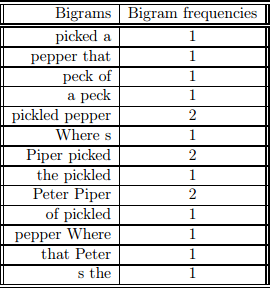 Bigrams Bigram frequencies
picked a 1
pepper that 1
peck of 1
a peck 1
pickled pepper 2
Where s 1
Piper picked 2
the pickled 1
Peter Piper 2
of pickled 1
pepper Where 1
that Peter 1
s the 1